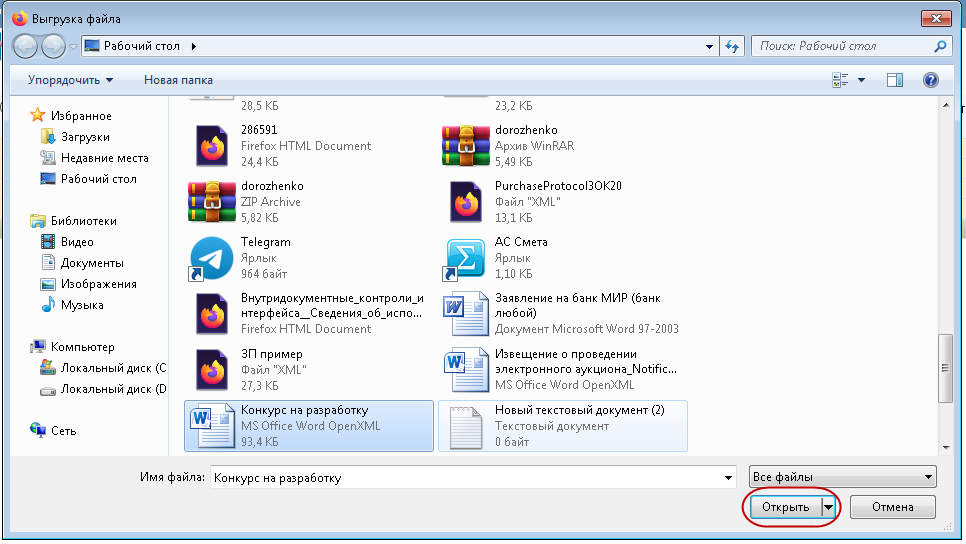 Выгрузка файла
Рабочий стол
Поиск: Рабочий стол
Упорядочить
Новая папка
Избранное
Загрузки
Недавние места
Рабочий стол
Библиотеки
Видео
Документы
Изображения
Музыка
Компьютер
Локальный диск (C
Локальный диск (D
Сеть
28,5 КБ
23,2 КБ
286591
Firefox HTML Document
24,4 КБ
dorozhenko
Архив WinRAR
5,49 КБ
dorozhenko
ZIP Archive
5,82 КБ
PurchaseProtocolZOK20
Файл "XML"
13,1 КБ
Telegram
Ярлык
964 байт
АС Смета
Ярлык
1,10 КБ
Внутридокументные_контроли_и
нтерфейса__Сведения_об_испо...
Firefox HTML Document
Заявление на банк МИР (банк
любой)
Документ Microsoft Word 97-2003
ЗП пример
Файл "XML"
27,3 КБ
Извещение о проведении
электронного аукциона_Notific...
MS Office Word OpenXML
Конкурс на разработку
MS Office Word OpenXML
93,4 КБ
Новый текстовый документ (2)
Текстовый документ
0 байт
Имя файла:
Конкурс на разработку
Все файлы
Открыть
Отмена